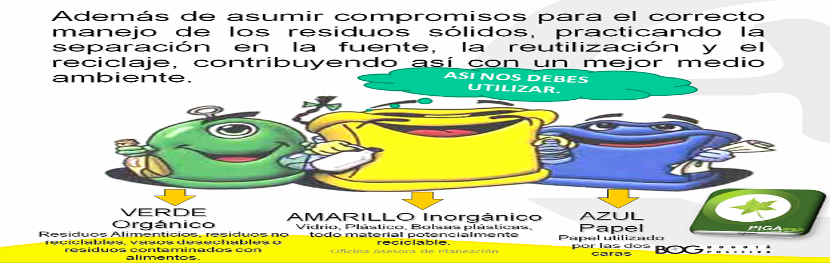 Además de asumir compromisos para el correcto
manejo de los residuos sólidos, practicando la
separación en la fuente, la reutilización y el
reciclaje, contribuyendo así con un mejor medio
ambiente.
ASI NOS DEBES
UTILIZAR.
VERDE
Orgánico
Residuos Alimenticios, residuos no
reciclables, vasos desechables o
residuos contaminados con
alimentos.
AMARILLO Inorgánico
Vidrio, Plástico, Bolsas plásticas,
todo material potencialmente
reciclable.
Oficina Asesora de Planeación
AZUL
Papel
Papel utilizado
por las dos
caras
PIGA
BOG BOGOTÁ
POSITIVA